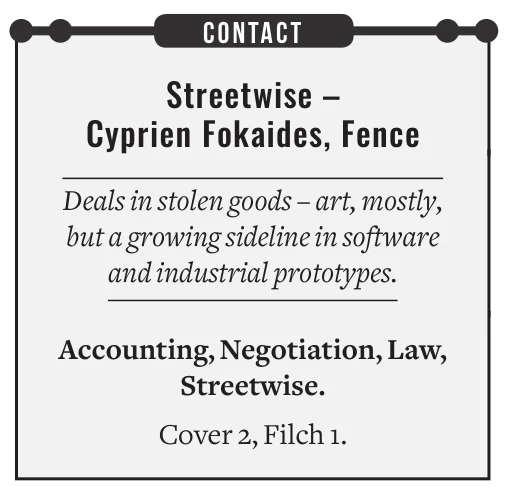 CONTACT
Streetwise –
Cyprien Fokaides, Fence
Deals in stolen goods – art, mostly,
but a growing sideline in software
and industrial prototypes.
Accounting, Negotiation, Law,
Streetwise.
Cover 2, Filch 1.